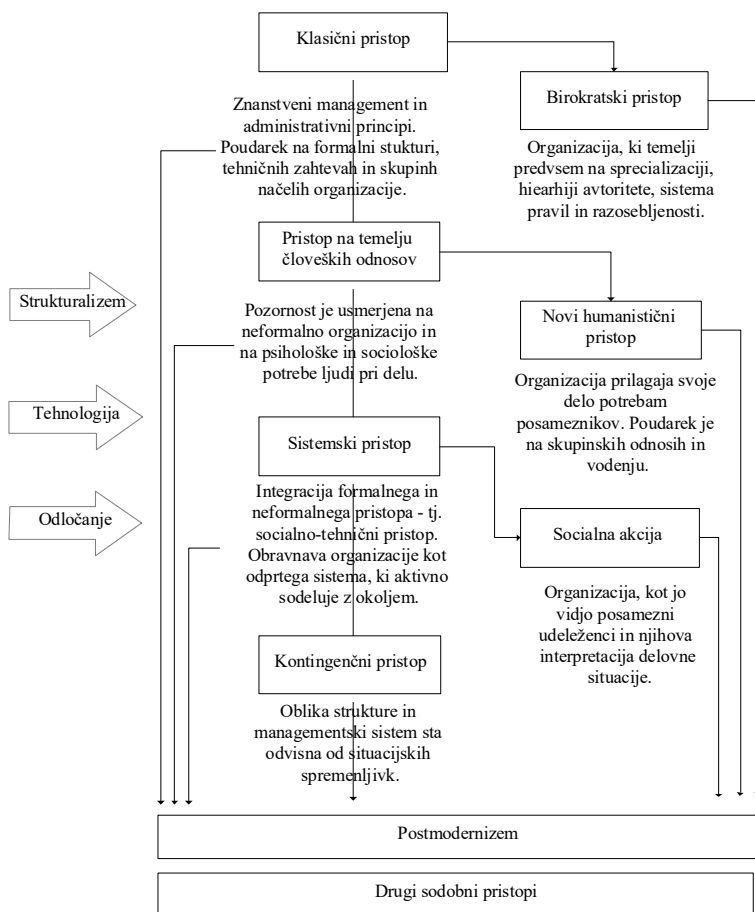 Klasični pristop
Birokratski pristop
Znanstveni management in
administrativni principi.
Poudarek na formalni stukturi,
tehničnih zahtevah in skupinh
načelih organizacije.
Organizacija, ki temelji
predvsem na sprecializaciji,
hiearhiji avtoritete, sistema
pravil in razosebljenosti.
Pristop na temelju
človeških odnosov
Strukturalizem
Novi humanistični
pristop
Pozornost je usmerjena na
neformalno organizacijo in
na psihološke in sociološke
potrebe ljudi pri delu.
Organizacija prilagaja svoje
delo potrebam
posameznikov. Poudarek je
na skupinskih odnosih in
vodenju.
Tehnologija
Sistemski pristop
Integracija formalnega in
neformalnega pristopa - tj.
socialno-tehnični pristop.
Obravnava organizacije kot
odprtega sistema, ki aktivno
sodeluje z okoljem.
Odločanje
Socialna akcija
Organizacija, kot jo
vidjo posamezni
udeleženci in njihova
interpretacija delovne
situacije.
Kontingenčni pristop
Oblika strukture in
managementski sistem sta
odvisna od situacijskih
spremenljivk.
Postmodernizem
Drugi sodobni pristopi